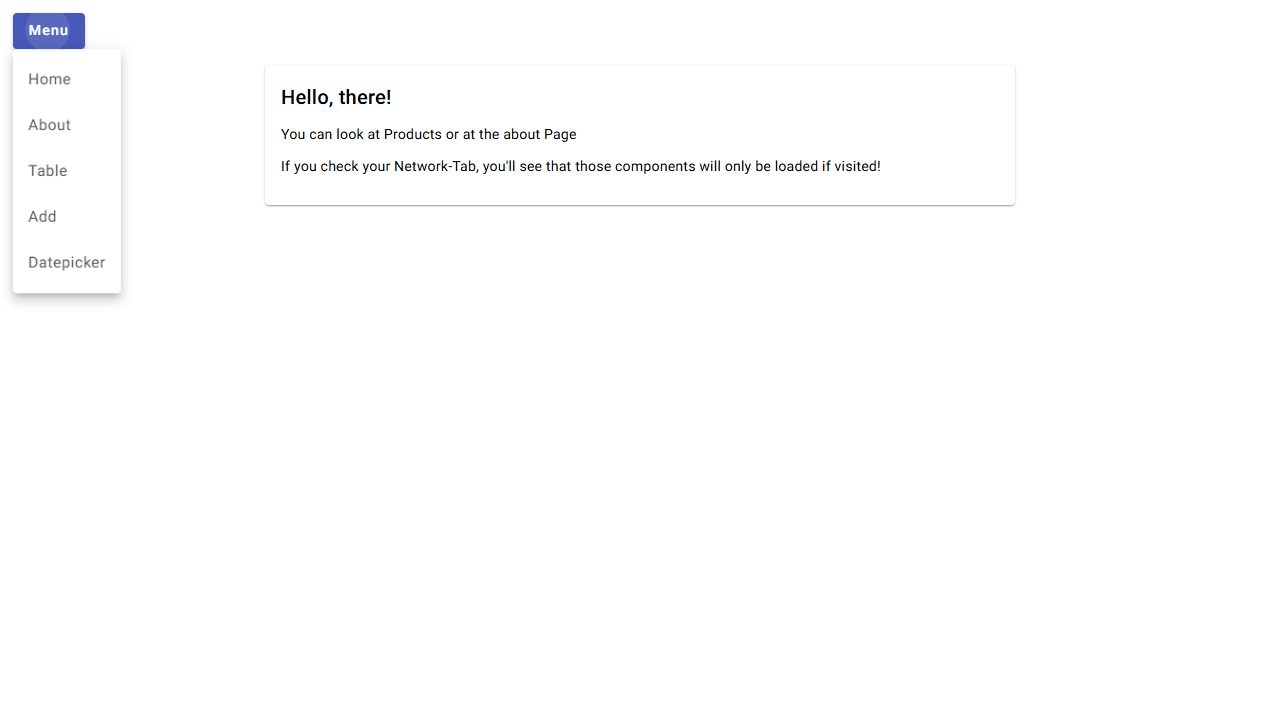 Menu
Home
About
Table
Add
Datepicker
Hello, there!
You can look at Products or at the about Page
If you check your Network-Tab, you'll see that those components will only be loaded if visited!